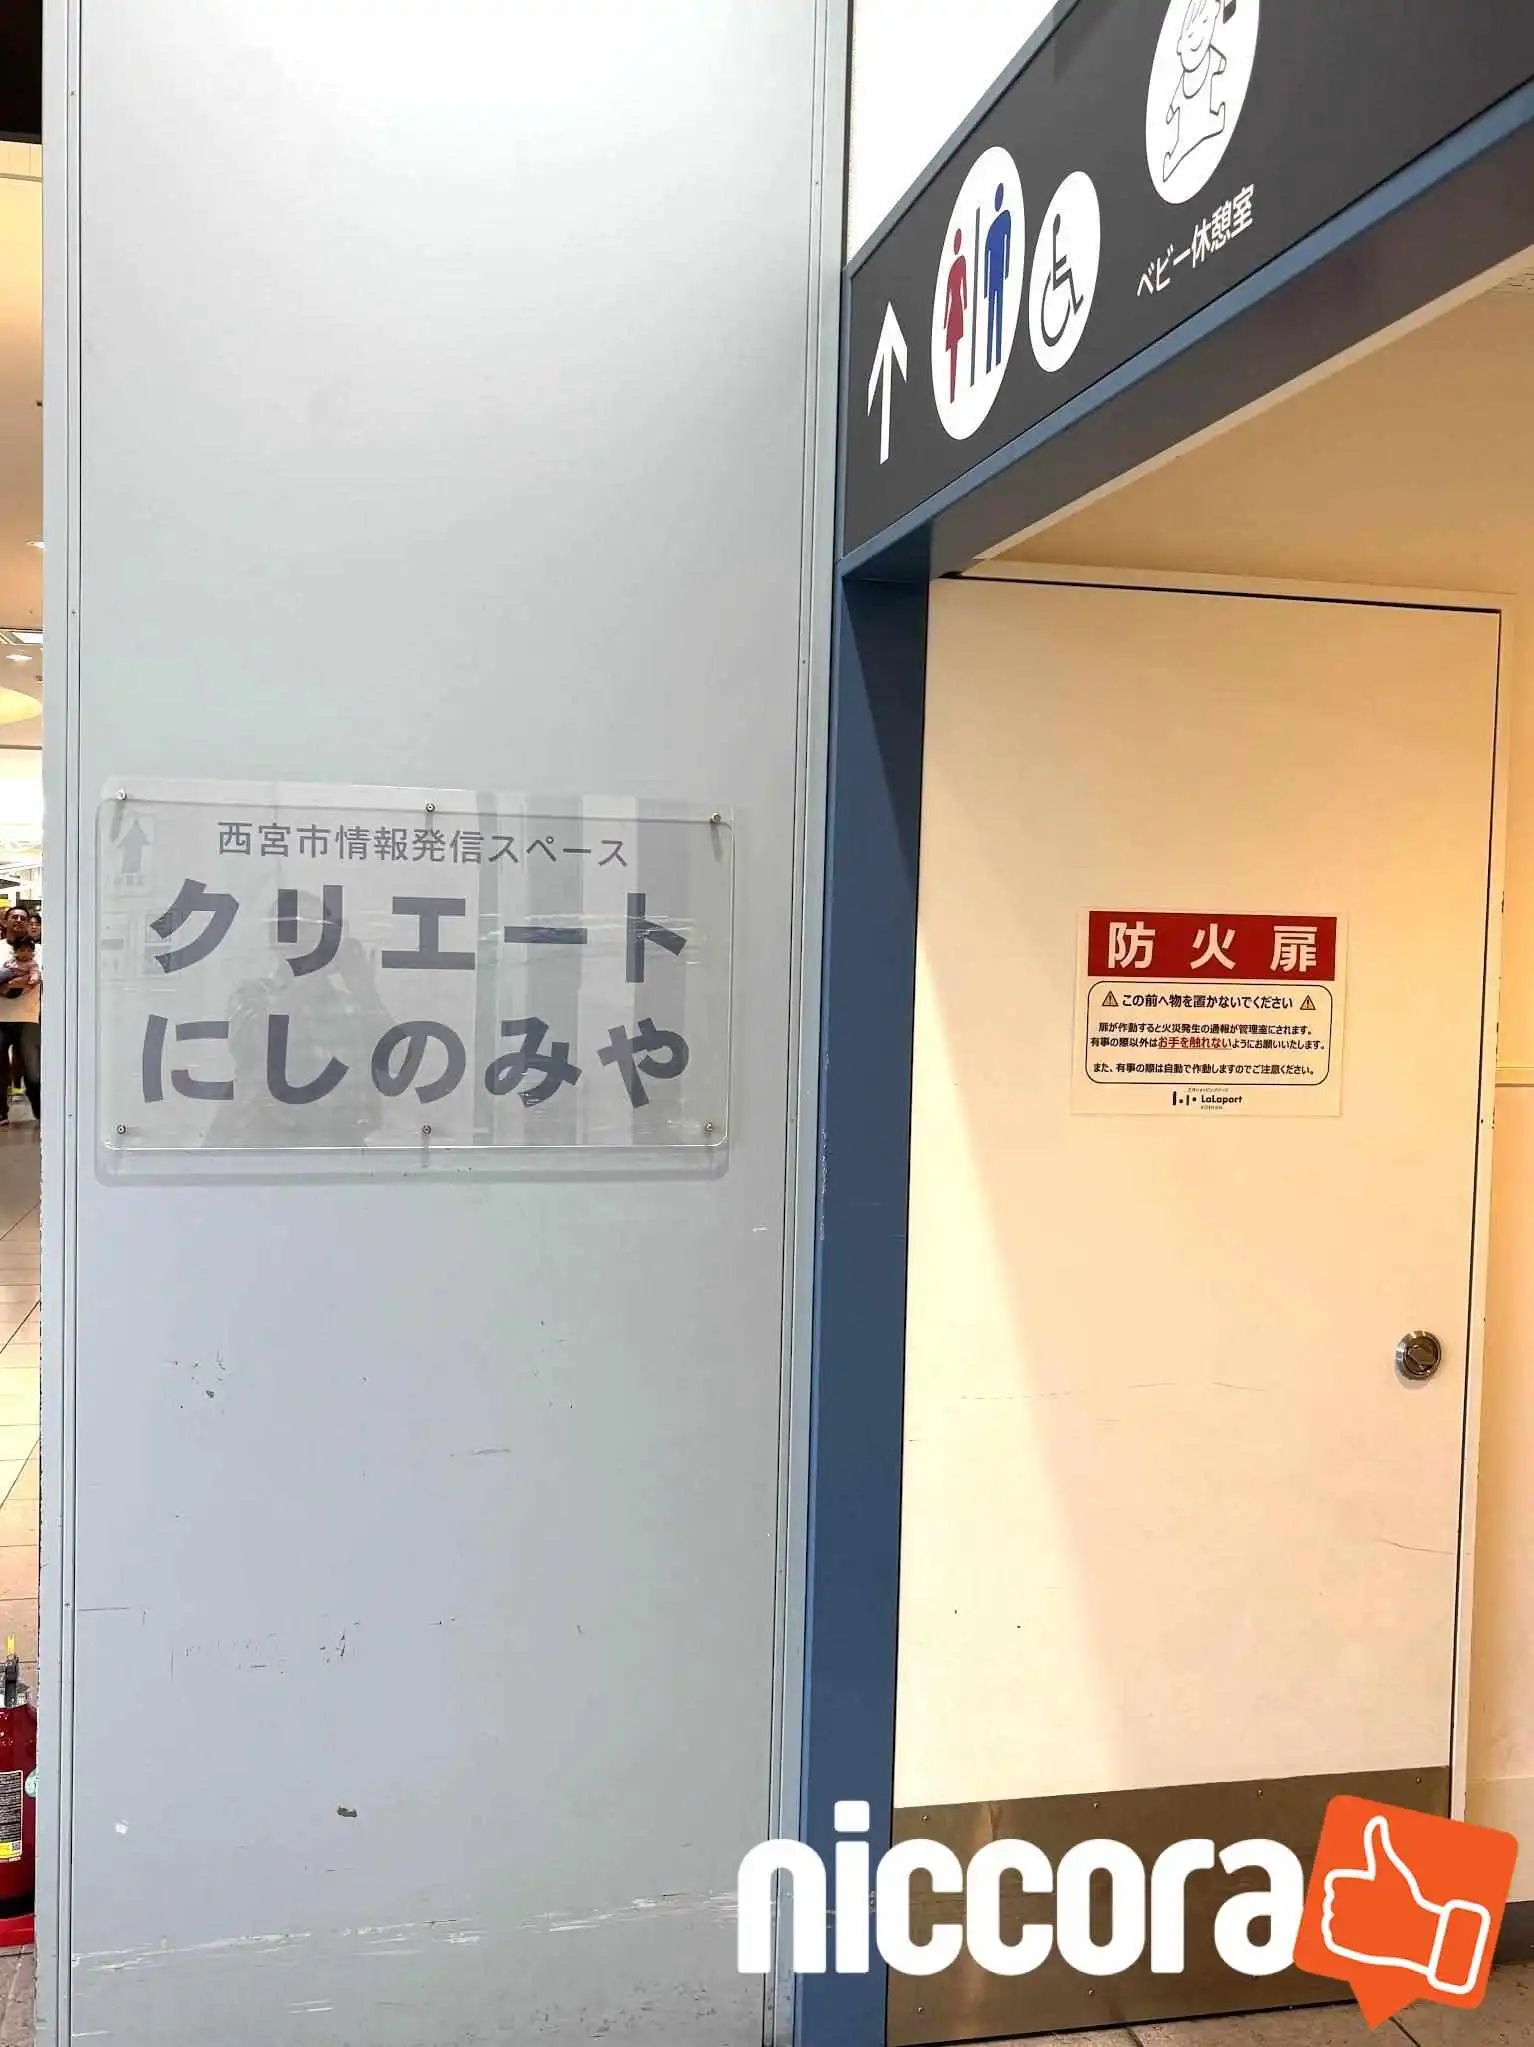 ベビー休憩室
西宮市情報発信スペース
クリエート
にしのみや
防火扉
この前へ物を置かないでください
扉が作動すると火災発生の通報が管理室にされます。
有事の際以外はお手を触れないようにお願いいたします。
また、有事の際は自動で作動しますのでご注意ください。
LaLaport
niccora